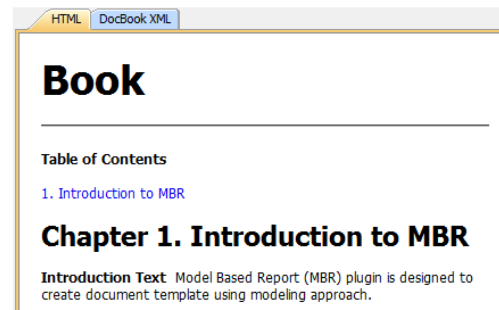 HTML DocBook XML
Book
Table of Contents
1. Introduction to MBR
Chapter 1. Introduction to MBR
Introduction Text Model Based Report (MBR) plugin is designed to
create document template using modeling approach.